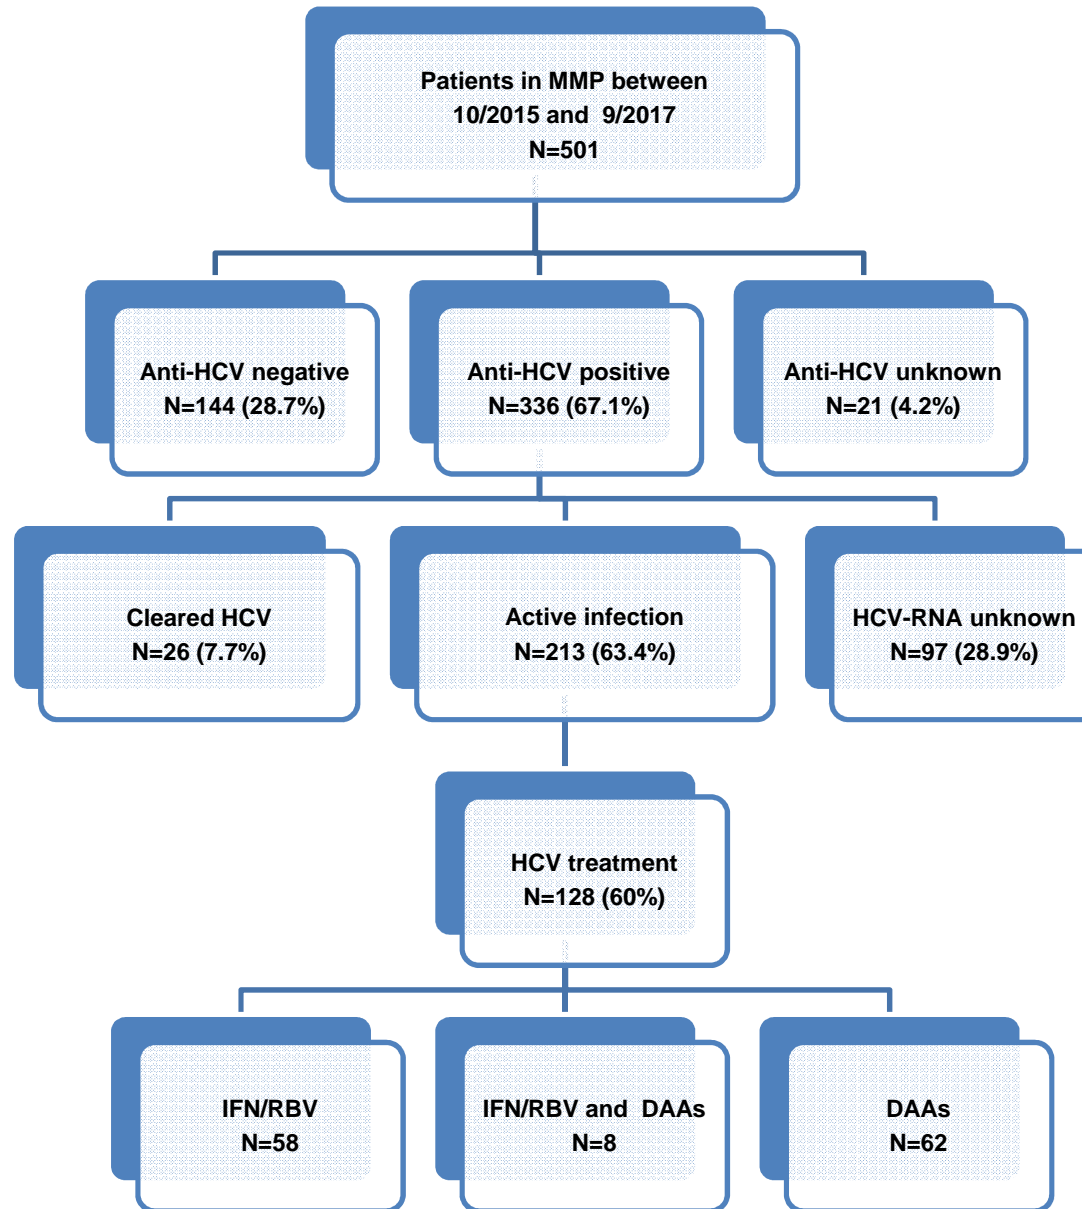 Patients in MMP between
10/2015 and 9/2017
N=501
Anti-HCV negative
N=144 (28.7%)
Anti-HCV positive
N=336 (67.1%)
Anti-HCV unknown
N=21 (4.2%)
Cleared HCV
N=26 (7.7%)
Active infection
N=213 (63.4%)
HCV-RNA unknown
N=97 (28.9%)
HCV treatment
N=128 (60%)
IFN/RBV
N=58
IFN/RBV and DAAs
N=8
DAAs
N=62